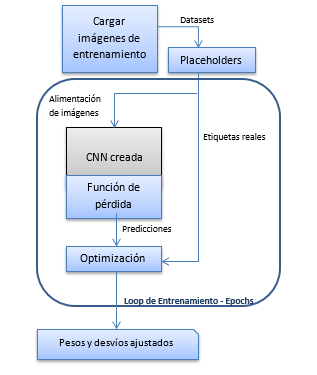 Cargar
imágenes de
entrenamiento
Datasets
Placeholders
Alimentación
de imágenes
Etiquetas reales
CNN creada
Función de
pérdida
Predicciones
Optimización
Loop de Entrenamiento - Epochs
Pesos y desvíos ajustados